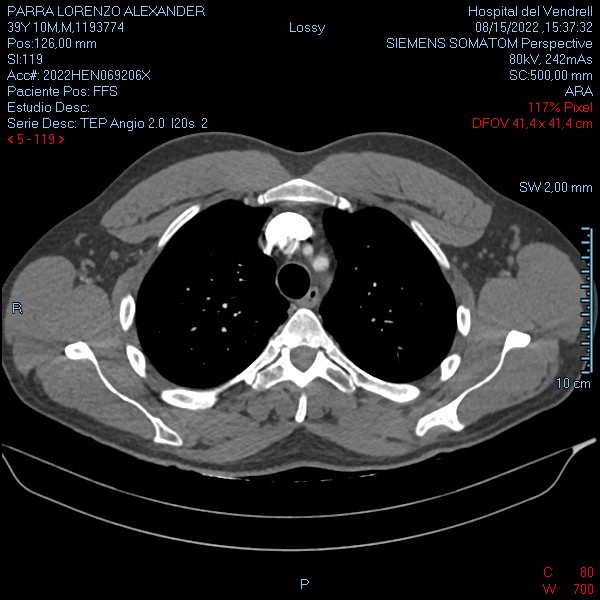 PARRA LORENZO ALEXANDER
39Y 10M,M,1193774
Pos:126,00 mm
SI:119
Acc#: 2022HEN069206X
Paciente Pos: FFS
Estudio Desc:
Serie Desc: TEP Angio 2.0 I20s 2
< 5 - 119 >
Lossy
Hospital del Vendrell
08/15/2022 ,15:37:32
SIEMENS SOMATOM Perspective
80kV, 242mAs
SC:500,00 mm
ARA
117% Pixel
DFOV 41,4 x 41,4 cm
SW 2,00 mm
R
10 cm
P
C 80
W 700